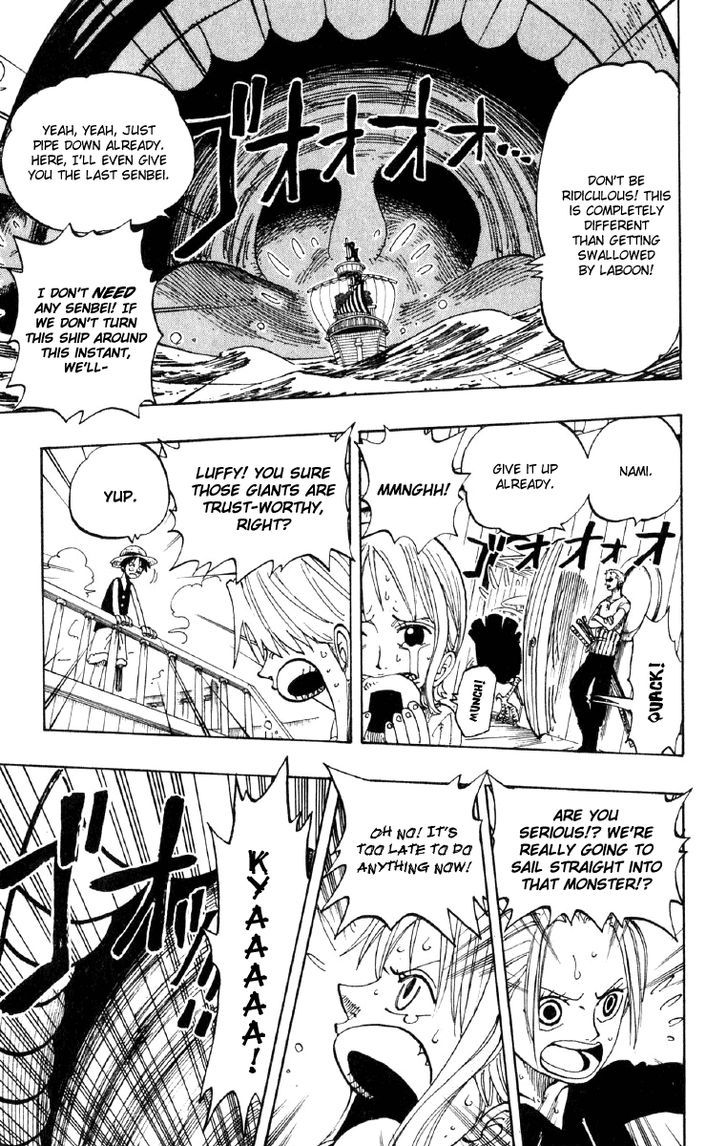 DON'T BE
RIDICULOUS! THIS
IS COMPLETELY
DIFFERENT
THAN GETTING
SWALLOWED
BY LABOON!
ゴオオオオ...
YEAH, YEAH, JUST
PIPE DOWN ALREADY.
HERE, I'LL EVEN GIVE
YOU THE LAST SENBEI.
I DON'T NEED
ANY SENBEI! IF
WE DON'T TURN
THIS SHIP AROUND
THIS INSTANT,
WE'LL-
NAMI.
GIVE IT UP
ALREADY.
MMNGHH!
ゴオオオオ
MUNCH!
QUACK!
LUFFY! YOU SURE
THOSE GIANTS ARE
TRUST-WORTHY,
RIGHT?
YUP.
ARE YOU
SERIOUS!? WE'RE
REALLY GOING TO
SAIL STRAIGHT INTO
THAT MONSTER!?
OH NO! IT'S
TOO LATE TO DO
ANYTHING NOW!
KYAAAAA!
ゴオオ